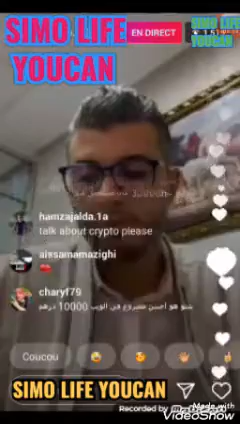 SIMO LIFE
YOUCAN
EN DIRECT
SIMO LIFE
YOUCAN
hamzajalda.1a
talk about crypto please
aissamamazighi
❤️
charyf79
شنو هو احسن مشروع في الويب 10000 درهم
Coucou
SIMO LIFE YOUCAN
Made with
Recorded by
VideoShow